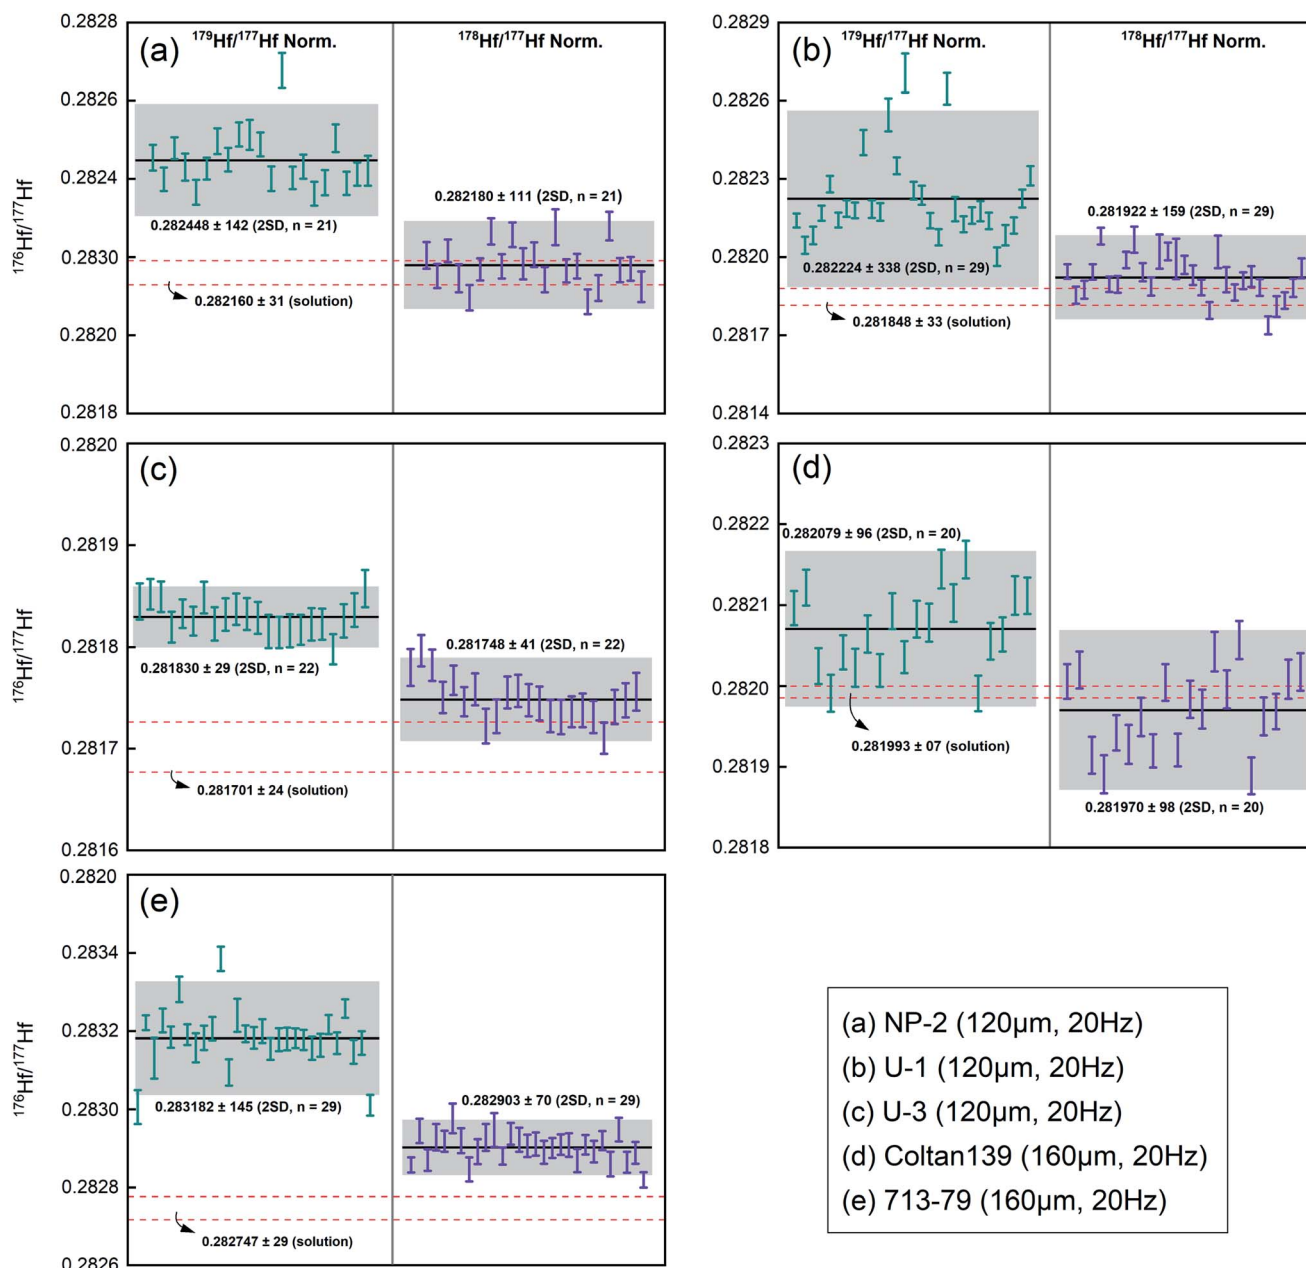 (a)
¹⁷⁹Hf/¹⁷⁷Hf Norm.
¹⁷⁸Hf/¹⁷⁷Hf Norm.
0.2828
0.2826
0.2824
0.2830
0.2820
0.2818
¹⁷⁶Hf/¹⁷⁷Hf
0.282448 ± 142 (2SD, n = 21)
0.282180 ± 111 (2SD, n = 21)
0.282160 ± 31 (solution)
(b)
¹⁷⁹Hf/¹⁷⁷Hf Norm.
¹⁷⁸Hf/¹⁷⁷Hf Norm.
0.2829
0.2826
0.2823
0.2820
0.2817
0.2814
0.282224 ± 338 (2SD, n = 29)
0.281922 ± 159 (2SD, n = 29)
0.281848 ± 33 (solution)
(c)
0.2820
0.2819
0.2818
0.2817
0.2816
¹⁷⁶Hf/¹⁷⁷Hf
0.281830 ± 29 (2SD, n = 22)
0.281748 ± 41 (2SD, n = 22)
0.281701 ± 24 (solution)
(d)
0.2823
0.2822
0.2821
0.2820
0.2819
0.2818
0.282079 ± 96 (2SD, n = 20)
0.281993 ± 07 (solution)
0.281970 ± 98 (2SD, n = 20)
(e)
0.2820
0.2834
0.2832
0.2830
0.2828
0.2826
¹⁷⁶Hf/¹⁷⁷Hf
0.283182 ± 145 (2SD, n = 29)
0.282903 ± 70 (2SD, n = 29)
0.282747 ± 29 (solution)
(a) NP-2 (120µm, 20Hz)
(b) U-1 (120µm, 20Hz)
(c) U-3 (120µm, 20Hz)
(d) Coltan139 (160µm, 20Hz)
(e) 713-79 (160µm, 20Hz)